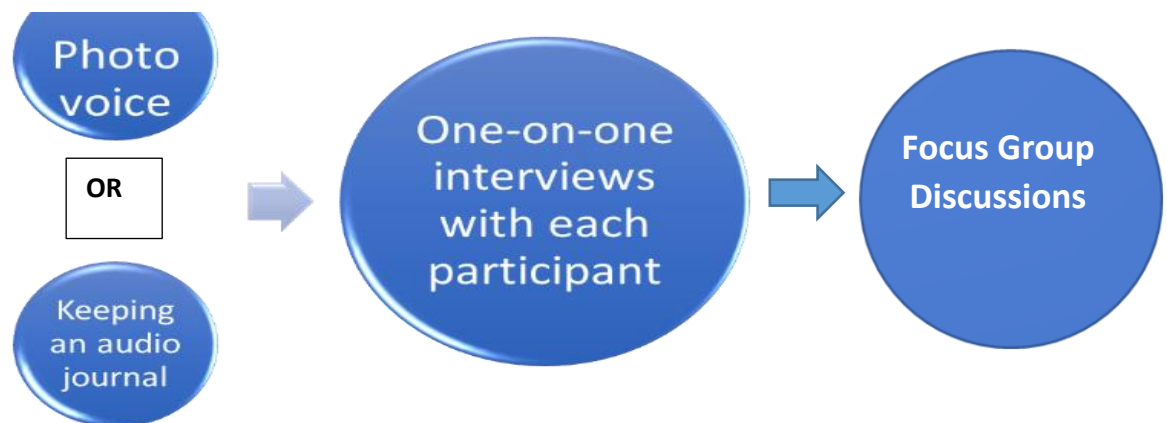 Photo
voice
OR
Keeping
an audio
journal
One-on-one
interviews
with each
participant
Focus Group
Discussions